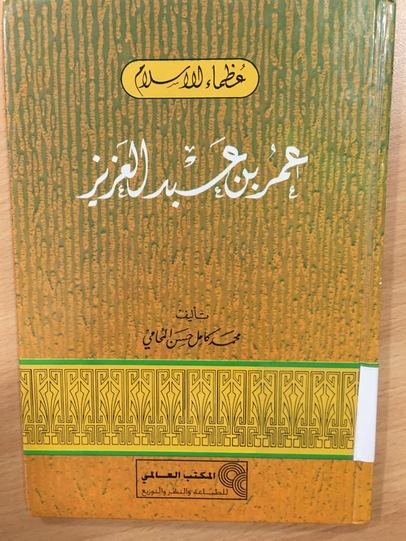 عظماء الإسلام
عمر بن عبد العزيز
تأليف
محمد كامل حسن المحامي
المكتب العالمي
للطباعة والنشر والتوزيع